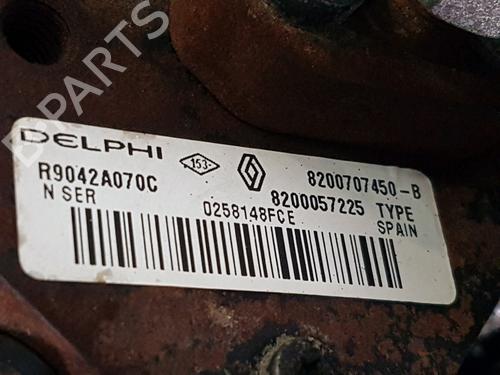 B-PARTS
DELPHI 153 8200707450-B
R9042A070C 8200057225 TYPE
N SER 0258148FCE SPAIN